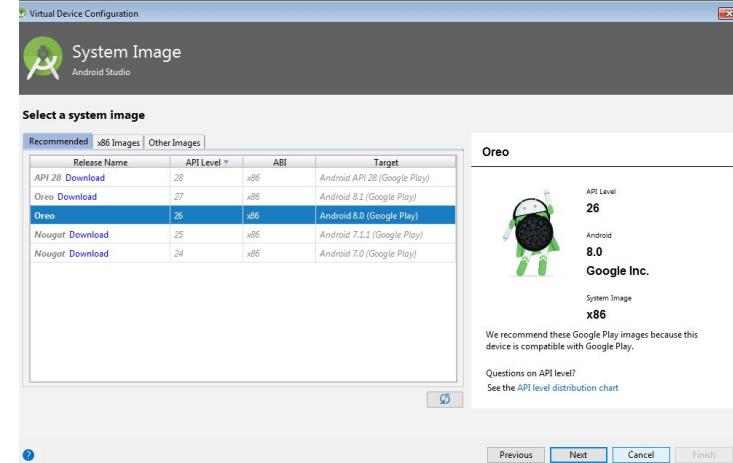 Virtual Device Configuration
System Image
Android Studio
Select a system image
Recommended x86 Images Other Images
Release Name API Level ABI Target
API 28 Download 28 x86 Android API 28 (Google Play)
Oreo Download 27 x86 Android 8.1 (Google Play)
Oreo 26 x86 Android 8.0 (Google Play)
Nougat Download 25 x86 Android 7.1.1 (Google Play)
Nougat Download 24 x86 Android 7.0 (Google Play)
Oreo
API Level
26
Android
8.0
Google Inc.
System Image
x86
We recommend these Google Play images because this
device is compatible with Google Play.
Questions on API level?
See the API level distribution chart
? Previous Next Cancel Finish